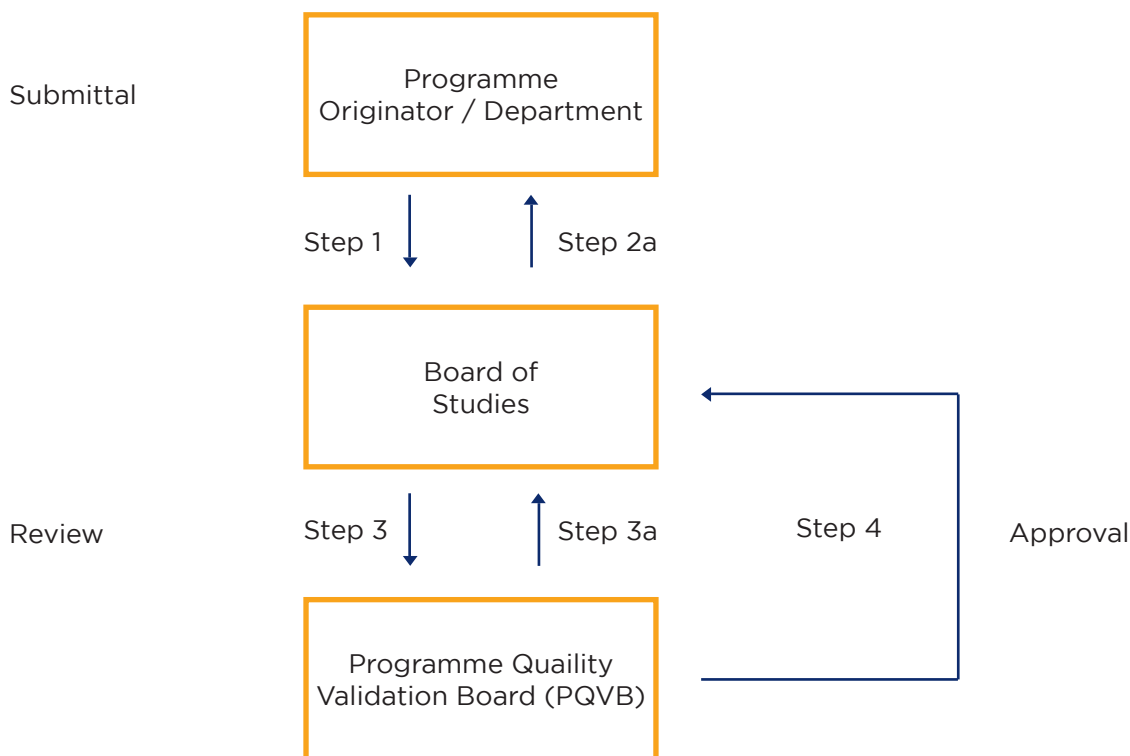 Submittal
Programme
Originator / Department
Step 1
Step 2a
Board of
Studies
Review
Step 3
Step 3a
Step 4
Approval
Programme Quaility
Validation Board (PQVB)